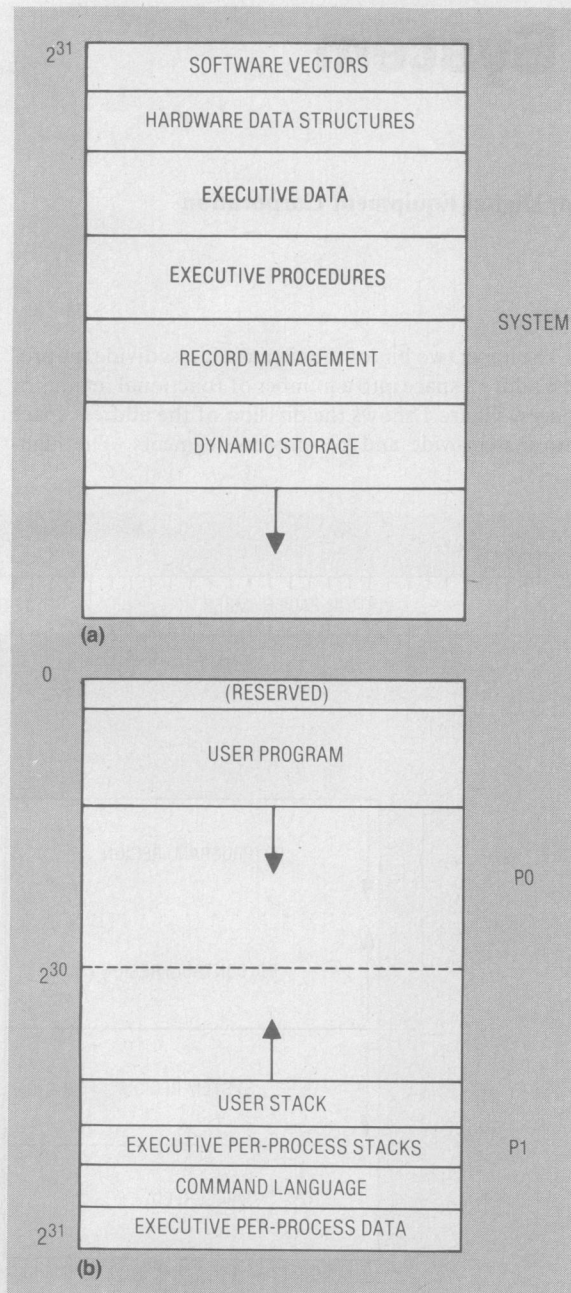 2^31
SOFTWARE VECTORS
HARDWARE DATA STRUCTURES
EXECUTIVE DATA
EXECUTIVE PROCEDURES
SYSTEM
RECORD MANAGEMENT
DYNAMIC STORAGE
(a)
0
(RESERVED)
USER PROGRAM
P0
2^30
USER STACK
EXECUTIVE PER-PROCESS STACKS
P1
COMMAND LANGUAGE
EXECUTIVE PER-PROCESS DATA
2^31
(b)